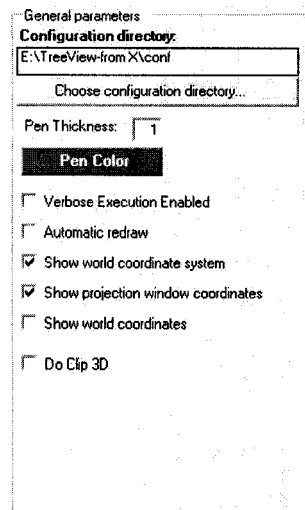 General parameters
Configuration directory:
E:\TreeView-from X\conf
Choose configuration directory...
Pen Thickness: 1
Pen Color
Verbose Execution Enabled
Automatic redraw
Show world coordinate system
Show projection window coordinates
Show world coordinates
Do Clip 3D